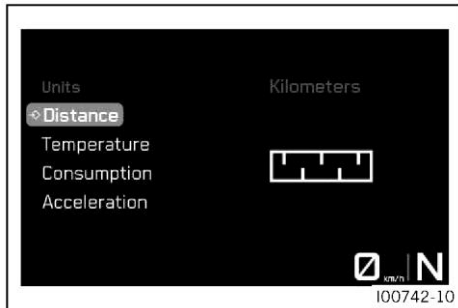 Units
Kilometers
Distance
Temperature
Consumption
Acceleration
0 km/h N
I00742-10